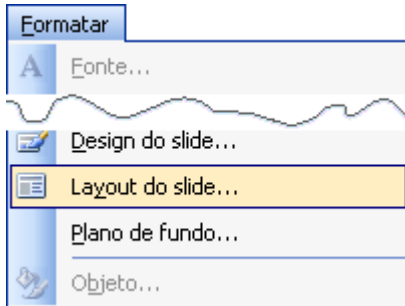 Formatar
Fonte...
Design do slide...
Layout do slide...
Plano de fundo...
Objeto...